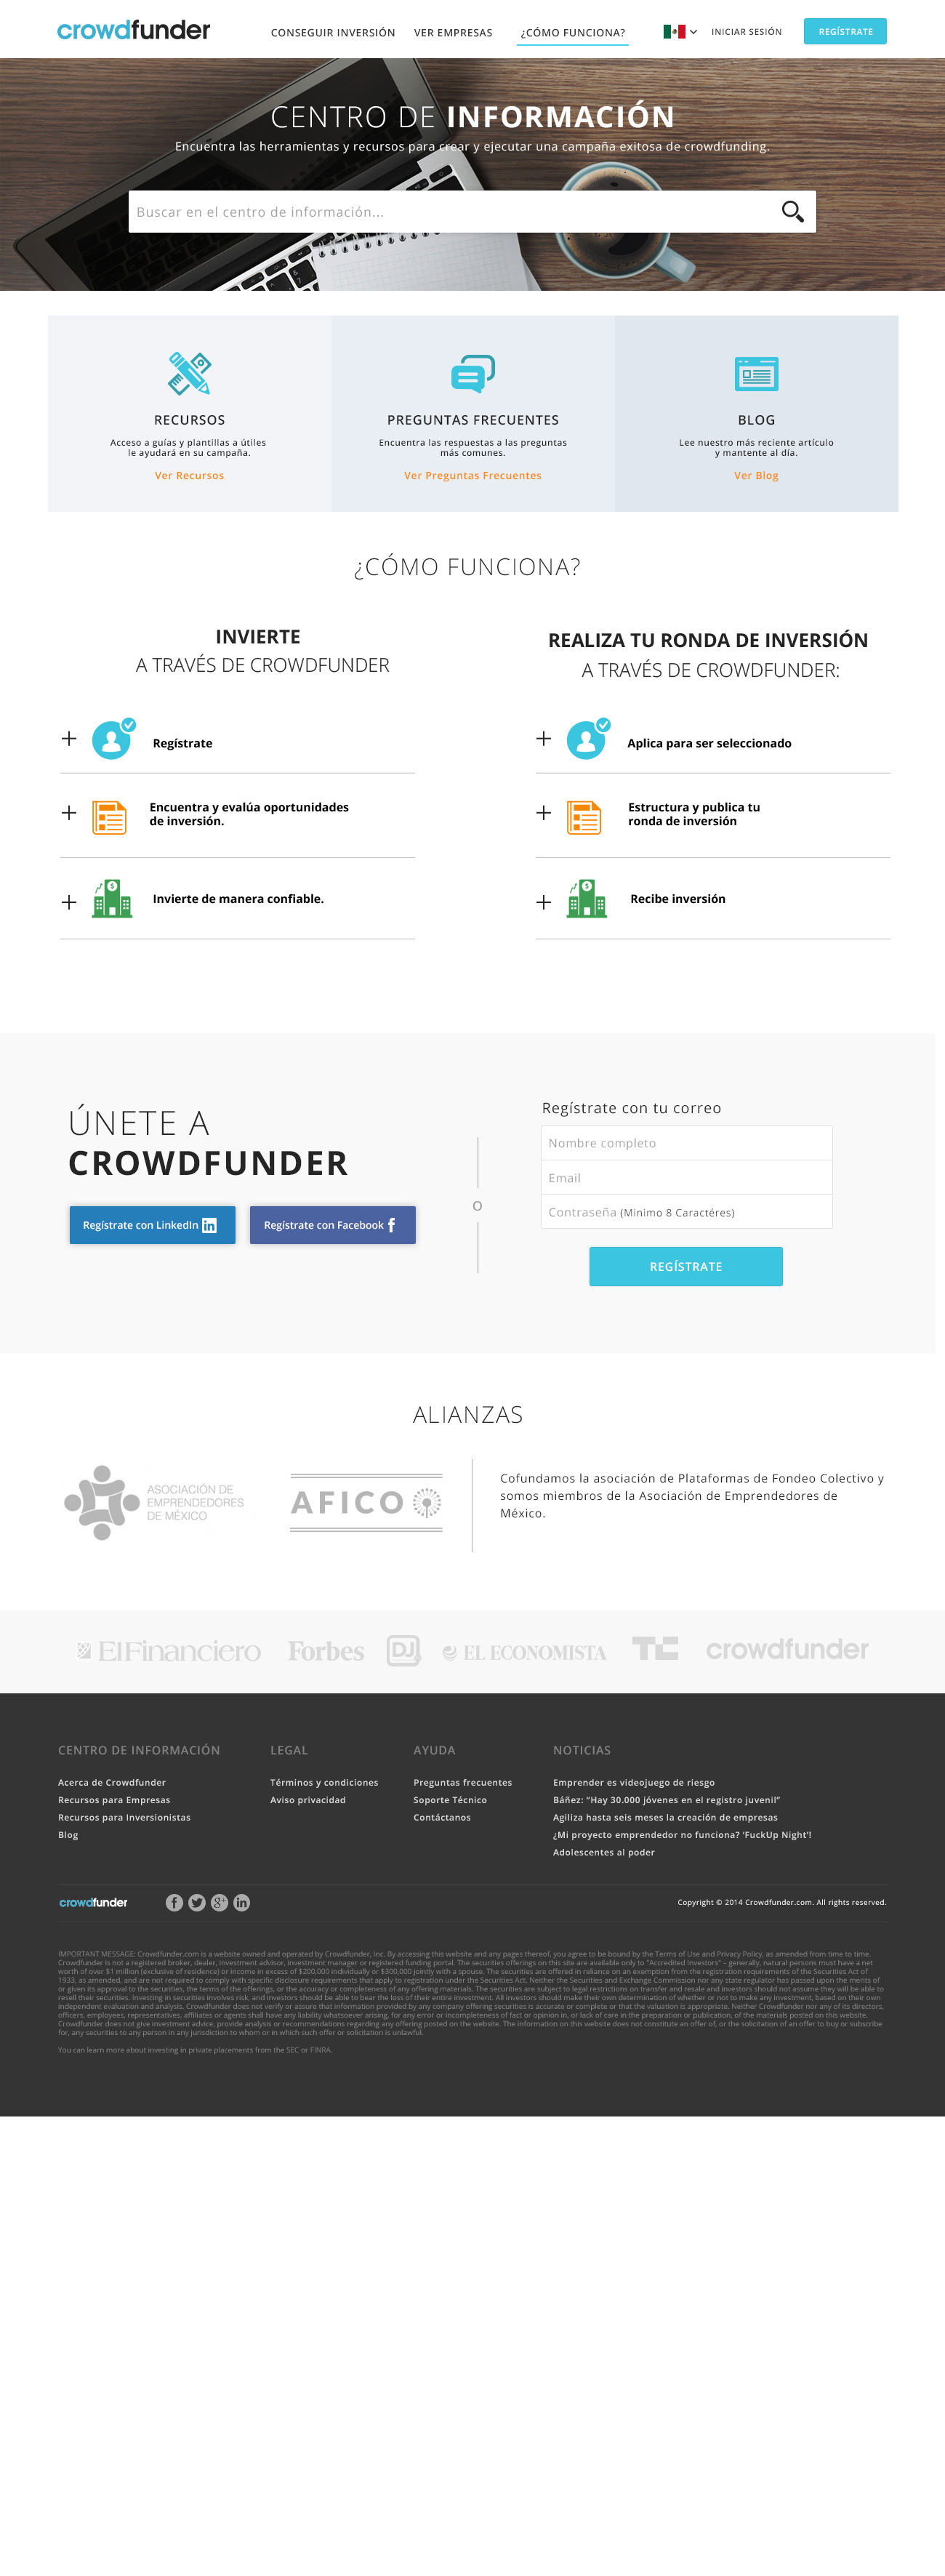 crowdfunder
CONSEGUIR INVERSIÓN
VER EMPRESAS
¿CÓMO FUNCIONA?
INICIAR SESIÓN
REGÍSTRATE
CENTRO DE INFORMACIÓN
Encuentra las herramientas y recursos para crear y ejecutar una campaña exitosa de crowdfunding.
Buscar en el centro de información...
RECURSOS
Acceso a guías y plantillas a útiles
le ayudará en su campaña.
Ver Recursos
PREGUNTAS FRECUENTES
Encuentra las respuestas a las preguntas
más comunes.
Ver Preguntas Frecuentes
BLOG
Lee nuestro más reciente artículo
y mantente al día.
Ver Blog
¿CÓMO FUNCIONA?
INVIERTE
A TRAVÉS DE CROWDFUNDER
Regístrate
Encuentra y evalúa oportunidades
de inversión.
Invierte de manera confiable.
REALIZA TU RONDA DE INVERSIÓN
A TRAVÉS DE CROWDFUNDER:
Aplica para ser seleccionado
Estructura y publica tu
ronda de inversión
Recibe inversión
ÚNETE A
CROWDFUNDER
Regístrate con LinkedIn in
Regístrate con Facebook f
O
Regístrate con tu correo
Nombre completo
Email
Contraseña (Minimo 8 Caractéres)
REGÍSTRATE
ALIANZAS
ASOCIACIÓN DE
EMPRENDEDORES
DE MÉXICO
AFICO
Cofundamos la asociación de Plataformas de Fondeo Colectivo y
somos miembros de la Asociación de Emprendedores de
México.
El Financiero
Forbes
DJ
EL ECONOMISTA
TC
crowdfunder
CENTRO DE INFORMACIÓN
Acerca de Crowdfunder
Recursos para Empresas
Recursos para Inversionistas
Blog
LEGAL
Términos y condiciones
Aviso privacidad
AYUDA
Preguntas frecuentes
Soporte Técnico
Contáctanos
NOTICIAS
Emprender es videojuego de riesgo
Báñez: "Hay 30.000 jóvenes en el registro juvenil"
Agiliza hasta seis meses la creación de empresas
¿Mi proyecto emprendedor no funciona? 'FuckUp Night'!
Adolescentes al poder
crowdfunder
f
g+
in
Copyright © 2014 Crowdfunder.com. All rights reserved.
IMPORTANT MESSAGE: Crowdfunder.com is a website owned and operated by Crowdfunder, Inc. By accessing this website and any pages thereof, you agree to be bound by the Terms of Use and Privacy Policy, as amended from time to time.
Crowdfunder is not a registered broker, dealer, investment advisor, investment manager or registered funding portal. The securities offerings on this site are available only to "Accredited Investors" – generally, natural persons must have a net
worth of over $1 million (exclusive of residence) or income in excess of $200,000 individually or $300,000 jointly with a spouse. The securities are offered in reliance on an exemption from the registration requirements of the Securities Act of
1933, as amended, and are not required to comply with specific disclosure requirements that apply to registration under the Securities Act. Neither the Securities and Exchange Commission nor any state regulator has passed upon the merits of
or given its approval to the securities, the terms of the offerings, or the accuracy or completeness of any offering materials. The securities are subject to legal restrictions on transfer and resale and investors should not assume they will be able to
resell their securities. Investing in securities involves risk, and investors should be able to bear the loss of their entire investment. All investors should make their own determination of whether or not to make any investment, based on their own
independent evaluation and analysis. Crowdfunder does not verify or assure that information provided by any company offering securities is accurate or complete or that the valuation is appropriate. Neither Crowdfunder nor any of its directors,
officers, employees, representatives, affiliates or agents shall have any liability whatsoever arising, for any error or incompleteness of fact or opinion in, or lack of care in the preparation or publication, of the materials posted on this website.
Crowdfunder does not give investment advice, provide analysis or recommendations regarding any offering posted on the website. The information on this website does not constitute an offer of, or the solicitation of an offer to buy or subscribe
for, any securities to any person in any jurisdiction to whom or in which such offer or solicitation is unlawful.
You can learn more about investing in private placements from the SEC or FINRA.